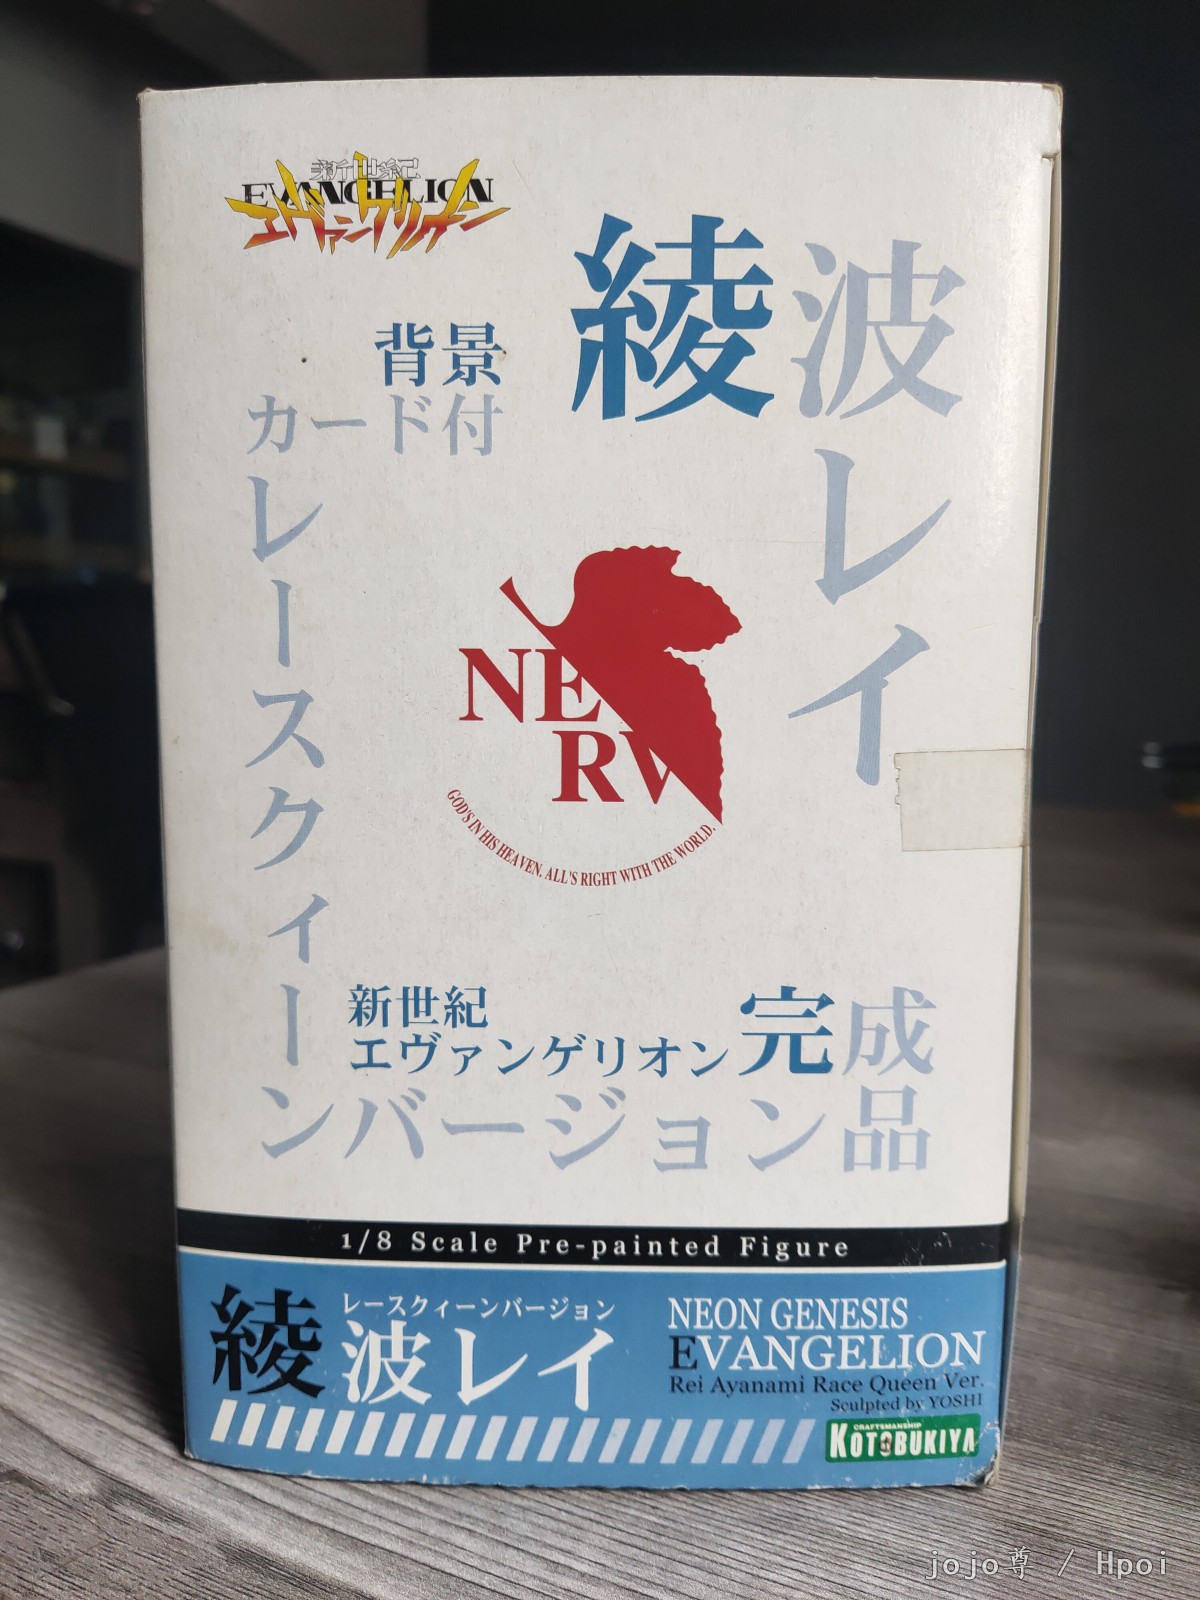 新世紀
EVANGELION
エヴァンゲリオン
綾波レイ
背景
カード付
レースクィーンバージョン
NERV
GOD'S IN HIS HEAVEN. ALL'S RIGHT WITH THE WORLD.
新世紀
エヴァンゲリオン
完成品
1/8 Scale Pre-painted Figure
レースクィーンバージョン
綾波レイ
NEON GENESIS
EVANGELION
Rei Ayanami Race Queen Ver.
Sculpted by YOSHI
CRAFTSMANSHIP
KOTOBUKIYA
jojo尊 / Hpoi